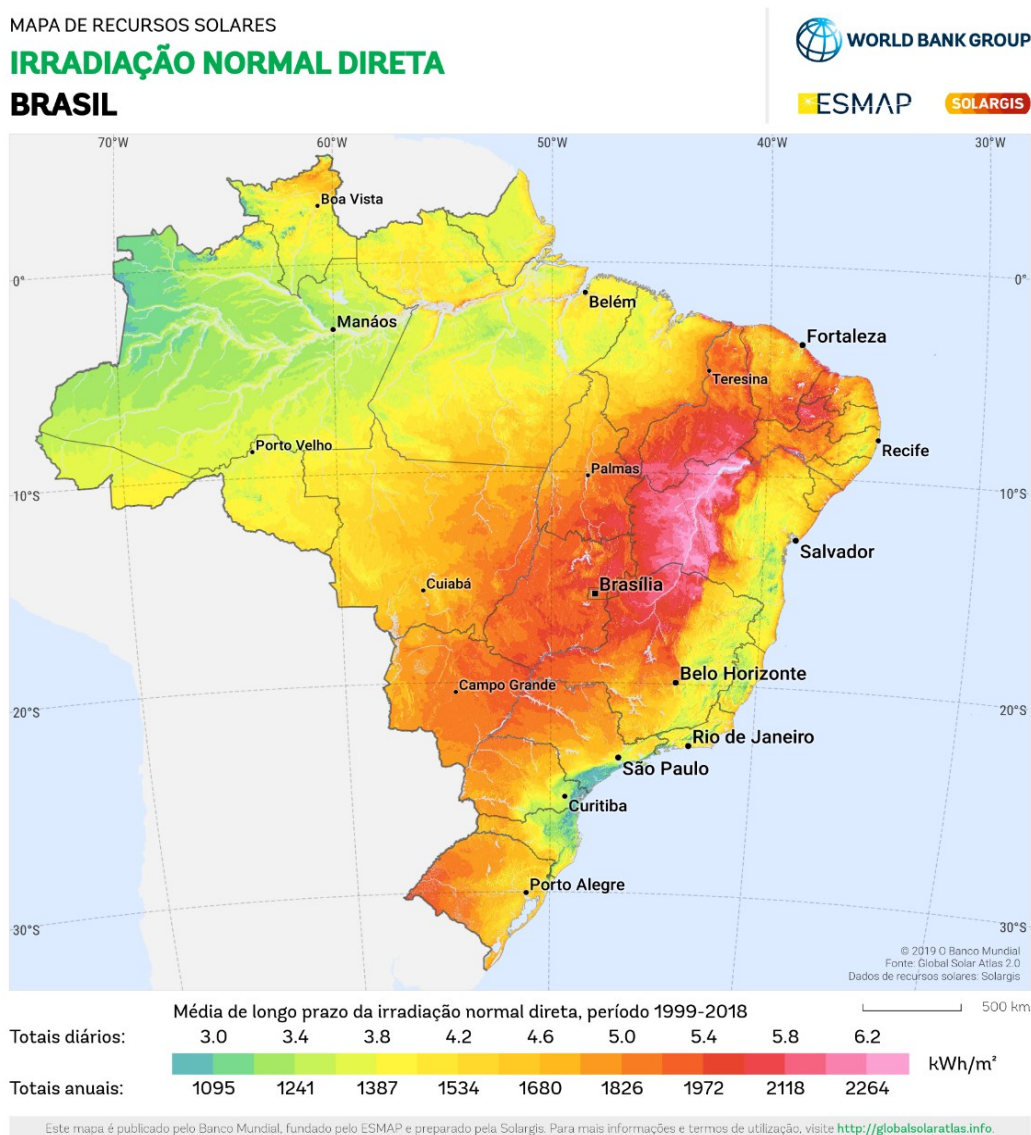 MAPA DE RECURSOS SOLARES
IRRADIAÇÃO NORMAL DIRETA
BRASIL
WORLD BANK GROUP
ESMAP
SOLARGIS
70°W 60°W 50°W 40°W 30°W
Boa Vista
0° 0°
Belém
Manáos
Fortaleza
Teresina
Recife
Porto Velho
Palmas
10°S 10°S
Salvador
Cuiabá
Brasília
Belo Horizonte
Campo Grande
20°S 20°S
Rio de Janeiro
São Paulo
Curitiba
Porto Alegre
30°S 30°S
© 2019 O Banco Mundial
Fonte: Global Solar Atlas 2.0
Dados de recursos solares: Solargis
Média de longo prazo da irradiação normal direta, período 1999-2018
500 km
Totais diários: 3.0 3.4 3.8 4.2 4.6 5.0 5.4 5.8 6.2
kWh/m²
Totais anuais: 1095 1241 1387 1534 1680 1826 1972 2118 2264
Este mapa é publicado pelo Banco Mundial, fundado pelo ESMAP e preparado pela Solargis. Para mais informações e termos de utilização, visite http://globalsolaratlas.info.